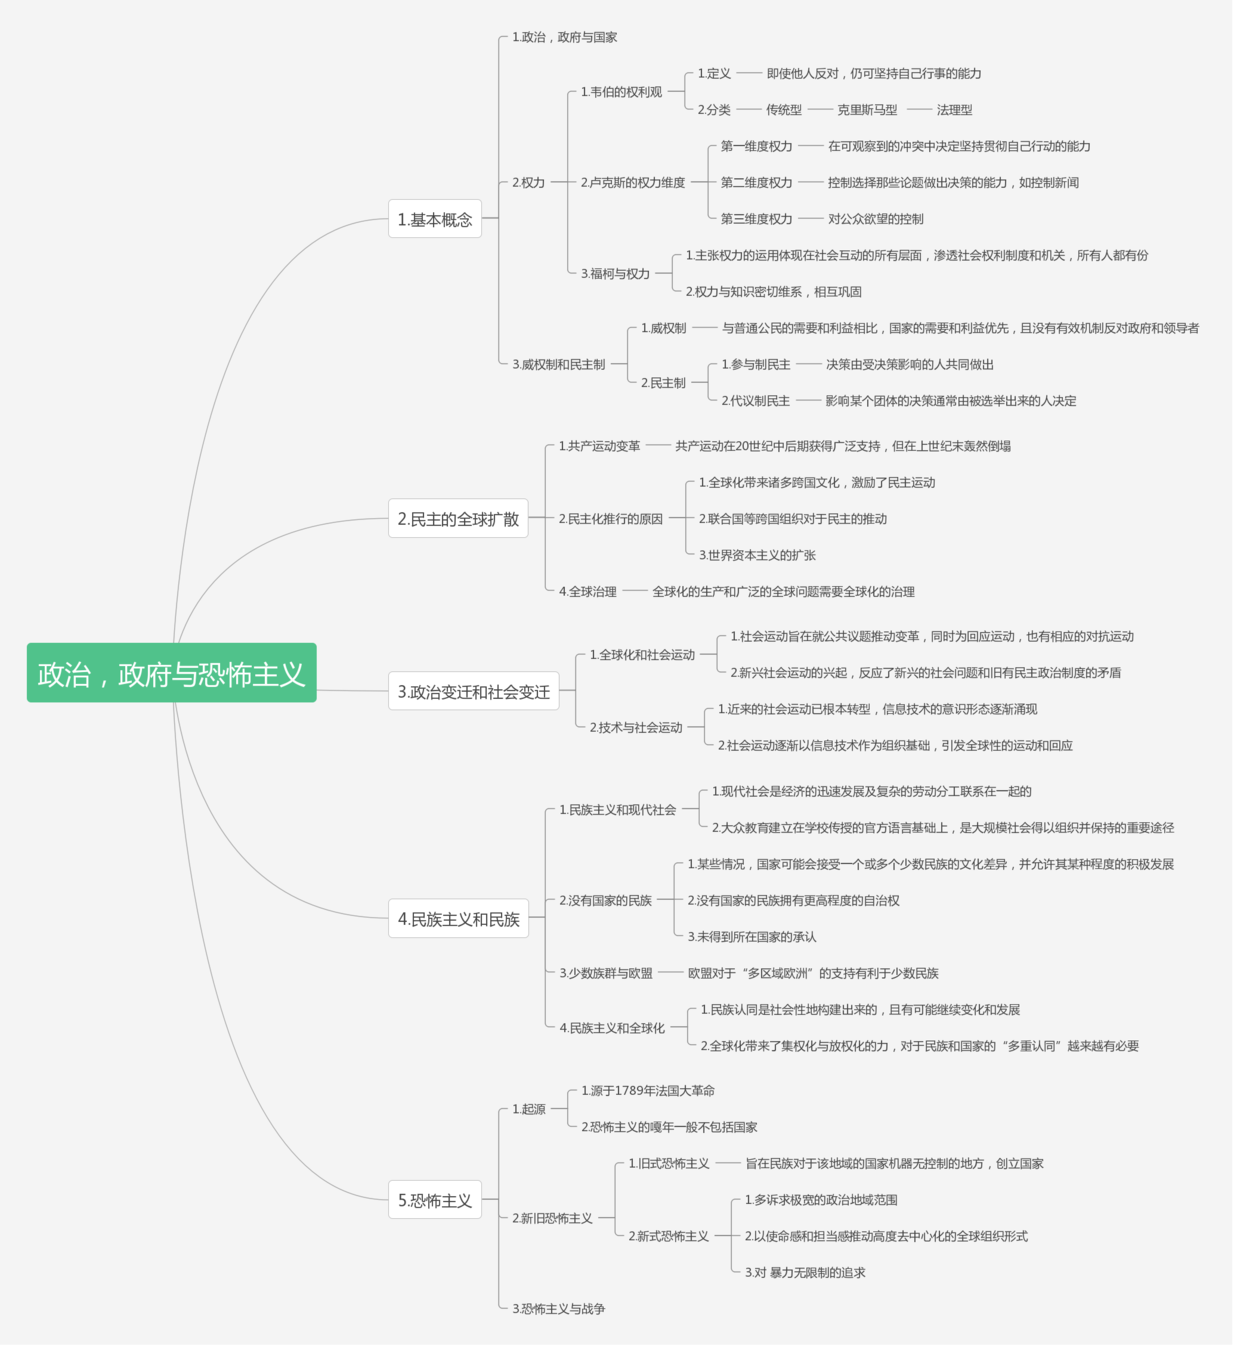 政治，政府与恐怖主义
1.基本概念
1.政治，政府与国家
2.权力
1.韦伯的权利观
1.定义
即使他人反对，仍可坚持自己行事的能力
2.分类
传统型
克里斯马型
法理型
2.卢克斯的权力维度
第一维度权力
在可观察到的冲突中决定坚持贯彻自己行动的能力
第二维度权力
控制选择那些论题做出决策的能力，如控制新闻
第三维度权力
对公众欲望的控制
3.福柯与权力
1.主张权力的运用体现在社会互动的所有层面，渗透社会权利制度和机关，所有人都有份
2.权力与知识密切维系，相互巩固
3.威权制和民主制
1.威权制
与普通公民的需要和利益相比，国家的需要和利益优先，且没有有效机制反对政府和领导者
2.民主制
1.参与制民主
决策由受决策影响的人共同做出
2.代议制民主
影响某个团体的决策通常由被选举出来的人决定
2.民主的全球扩散
1.共产运动变革
共产运动在20世纪中后期获得广泛支持，但在上世纪末轰然倒塌
2.民主化推行的原因
1.全球化带来诸多跨国文化，激励了民主运动
2.联合国等跨国组织对于民主的推动
3.世界资本主义的扩张
4.全球治理
全球化的生产和广泛的全球问题需要全球化的治理
3.政治变迁和社会变迁
1.全球化和社会运动
1.社会运动旨在就公共议题推动变革，同时为回应运动，也有相应的对抗运动
2.新兴社会运动的兴起，反应了新兴的社会问题和旧有民主政治制度的矛盾
2.技术与社会运动
1.近来的社会运动已根本转型，信息技术的意识形态逐渐涌现
2.社会运动逐渐以信息技术作为组织基础，引发全球性的运动和回应
4.民族主义和民族
1.民族主义和现代社会
1.现代社会是经济的迅速发展及复杂的劳动分工联系在一起的
2.大众教育建立在学校传授的官方语言基础上，是大规模社会得以组织并保持的重要途径
2.没有国家的民族
1.某些情况，国家可能会接受一个或多个少数民族的文化差异，并允许其某种程度的积极发展
2.没有国家的民族拥有更高程度的自治权
3.未得到所在国家的承认
3.少数族群与欧盟
欧盟对于“多区域欧洲”的支持有利于少数民族
4.民族主义和全球化
1.民族认同是社会性地构建出来的，且有可能继续变化和发展
2.全球化带来了集权化与放权化的力，对于民族和国家的“多重认同”越来越有必要
5.恐怖主义
1.起源
1.源于1789年法国大革命
2.恐怖主义的嘎年一般不包括国家
2.新旧恐怖主义
1.旧式恐怖主义
旨在民族对于该地域的国家机器无控制的地方，创立国家
2.新式恐怖主义
1.多诉求极宽的政治地域范围
2.以使命感和担当感推动高度去中心化的全球组织形式
3.对 暴力无限制的追求
3.恐怖主义与战争